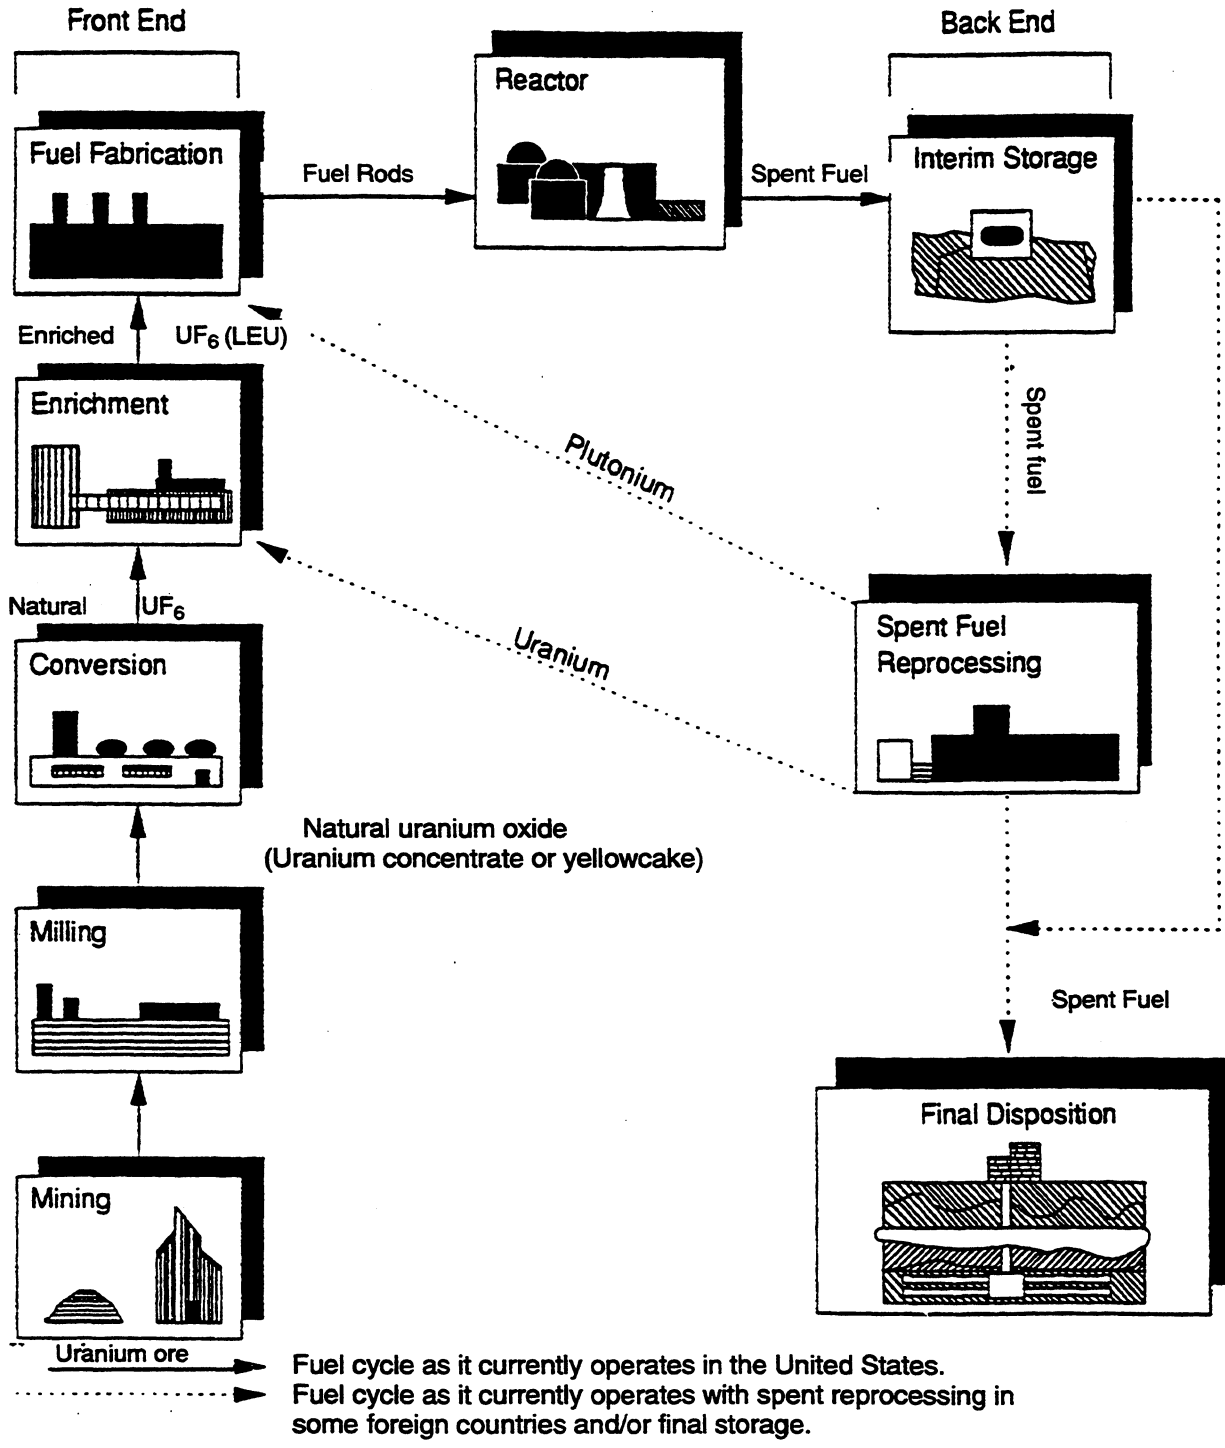 Front End
Back End
Reactor
Fuel Fabrication
Fuel Rods
Spent Fuel
Interim Storage
Enriched UF6 (LEU)
Enrichment
Plutonium
Spent fuel
Natural UF6
Conversion
Uranium
Spent Fuel
Reprocessing
Natural uranium oxide
(Uranium concentrate or yellowcake)
Milling
Spent Fuel
Final Disposition
Mining
Uranium ore
Fuel cycle as it currently operates in the United States.
Fuel cycle as it currently operates with spent reprocessing in
some foreign countries and/or final storage.